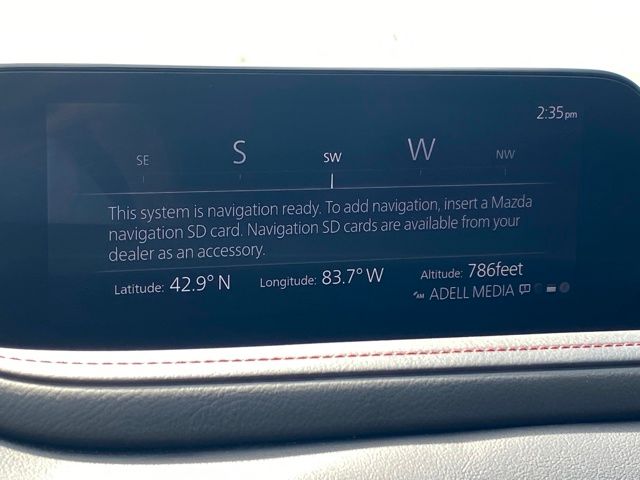 2:35pm
SE S SW W NW
This system is navigation ready. To add navigation, insert a Mazda
navigation SD card. Navigation SD cards are available from your
dealer as an accessory.
Latitude: 42.9° N Longitude: 83.7° W Altitude: 786feet
AM ADELL MEDIA